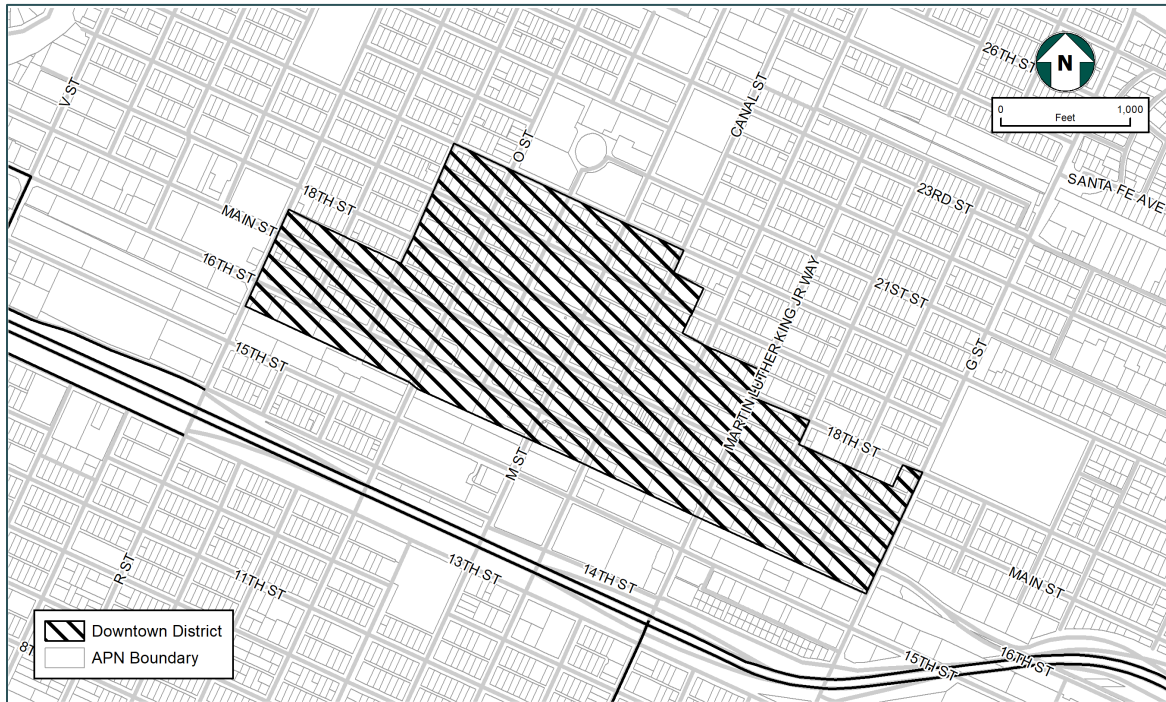 26TH ST
N
V ST
CANAL ST
0 1,000
Feet
O ST
SANTA FE AVE
18TH ST
23RD ST
MAIN ST
16TH ST
MARTIN LUTHER KING JR WAY
21ST ST
15TH ST
G ST
18TH ST
M ST
R ST
11TH ST
13TH ST
14TH ST
MAIN ST
Downtown District
APN Boundary
15TH ST
16TH ST